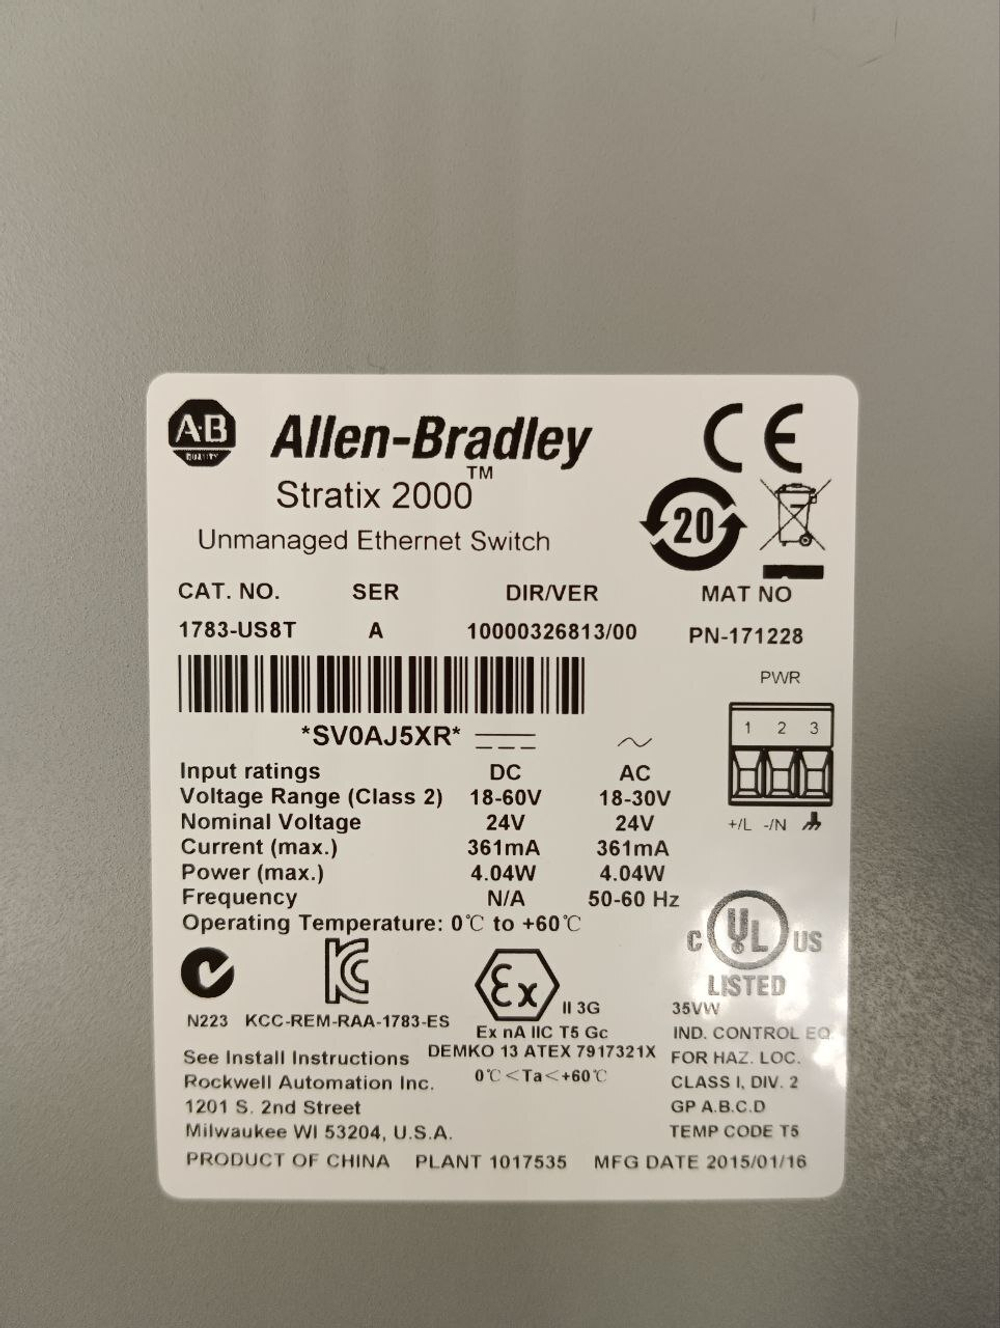 A·B
QUALITY
Allen-Bradley
Stratix 2000™
Unmanaged Ethernet Switch
CE
20
CAT. NO. SER DIR/VER MAT NO
1783-US8T A 10000326813/00 PN-171228
PWR
*SV0AJ5XR*
1 2 3
Input ratings DC AC
Voltage Range (Class 2) 18-60V 18-30V
Nominal Voltage 24V 24V
+/L -/N
Current (max.) 361mA 361mA
Power (max.) 4.04W 4.04W
Frequency N/A 50-60 Hz
Operating Temperature: 0℃ to +60℃
C UL US
LISTED
KC
Ex
II 3G
35VW
N223 KCC-REM-RAA-1783-ES
Ex nA IIC T5 Gc
IND. CONTROL EQ
See Install Instructions
DEMKO 13 ATEX 7917321X
FOR HAZ. LOC.
Rockwell Automation Inc.
0℃<Ta<+60℃
CLASS I, DIV. 2
1201 S. 2nd Street
GP A.B.C.D
Milwaukee WI 53204, U.S.A.
TEMP CODE T5
PRODUCT OF CHINA PLANT 1017535 MFG DATE 2015/01/16